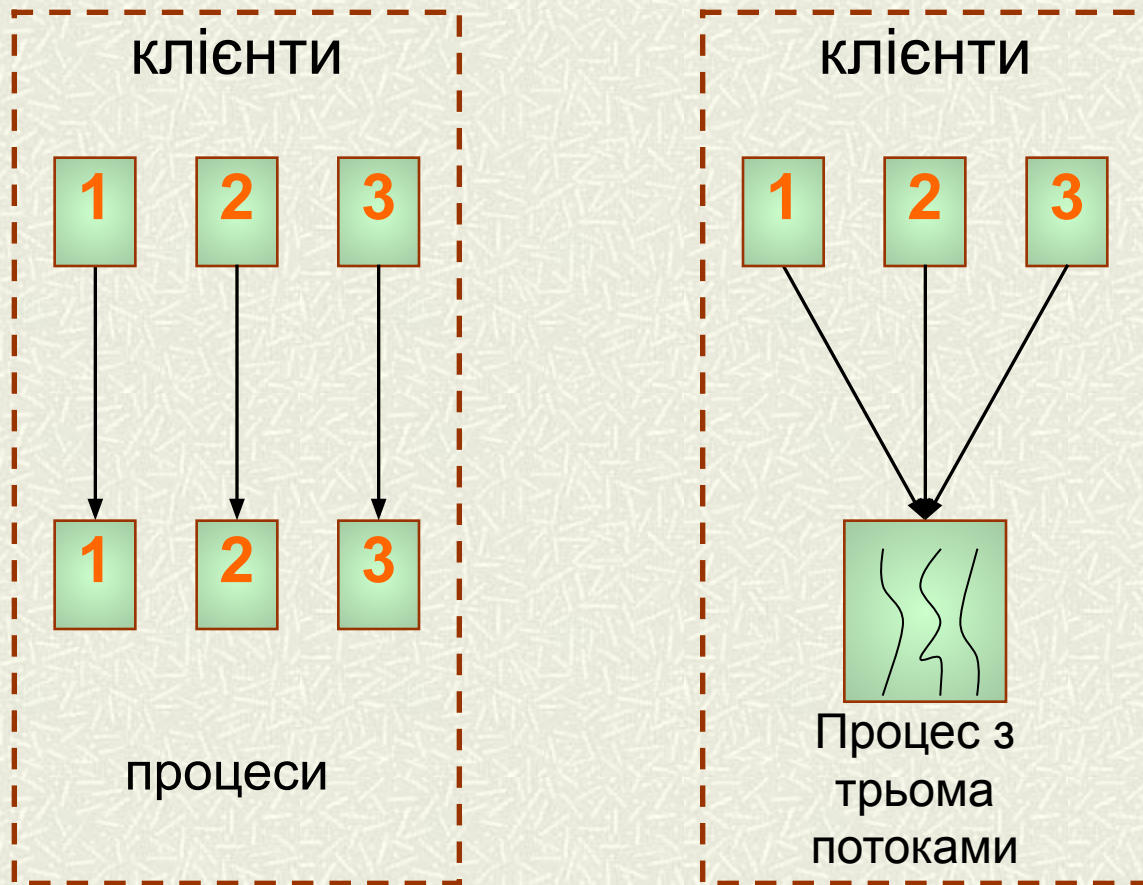 клієнти
1 2 3
1 2 3
процеси
клієнти
1 2 3
Процес з
трьома
потоками